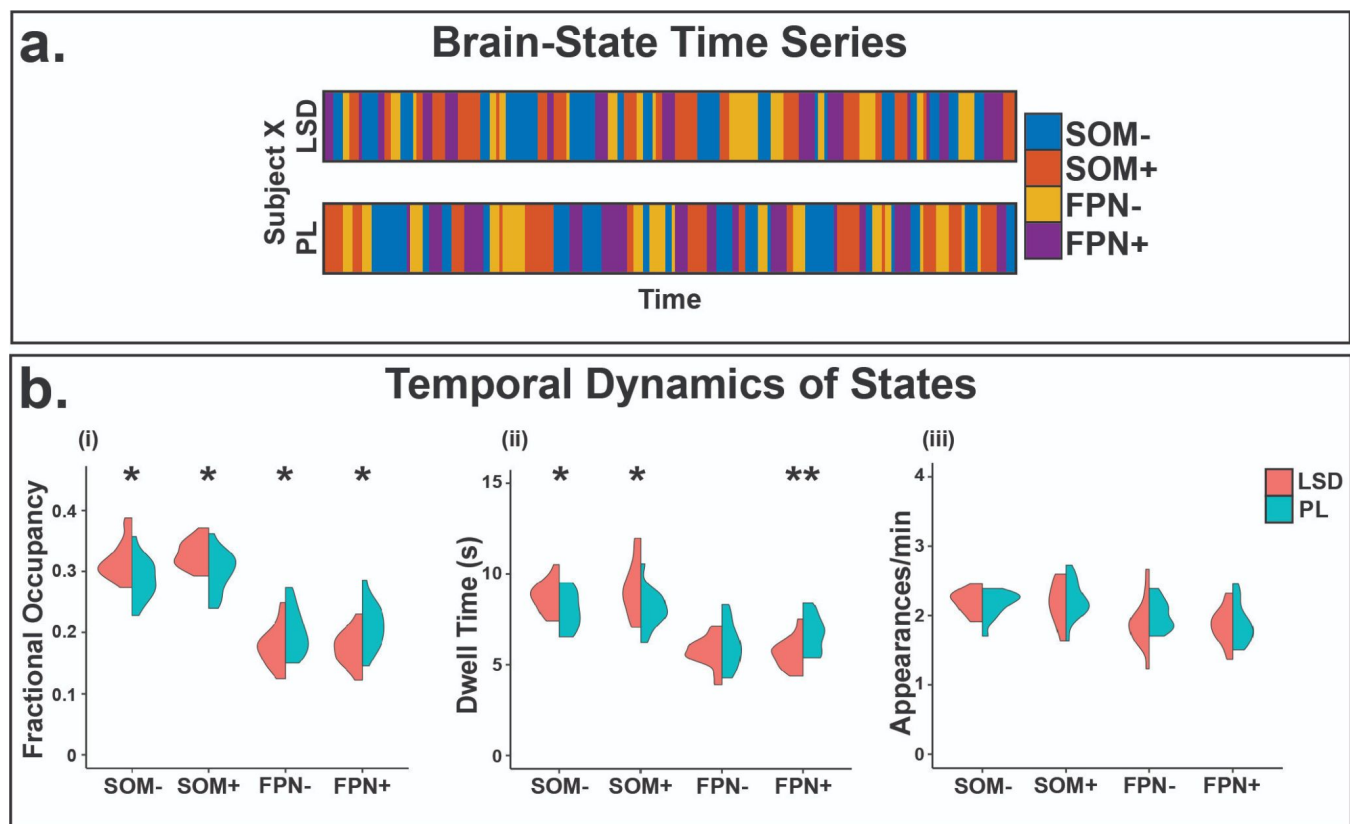 a.
Brain-State Time Series
Subject X
LSD
PL
Time
SOM-
SOM+
FPN-
FPN+
b.
Temporal Dynamics of States
(i)
Fractional Occupancy
0.4
0.3
0.2
0.1
0
* * * *
SOM- SOM+ FPN- FPN+
(ii)
Dwell Time (s)
15
10
5
0
* * **
SOM- SOM+ FPN- FPN+
(iii)
Appearances/min
4
3
2
1
0
SOM- SOM+ FPN- FPN+
LSD
PL